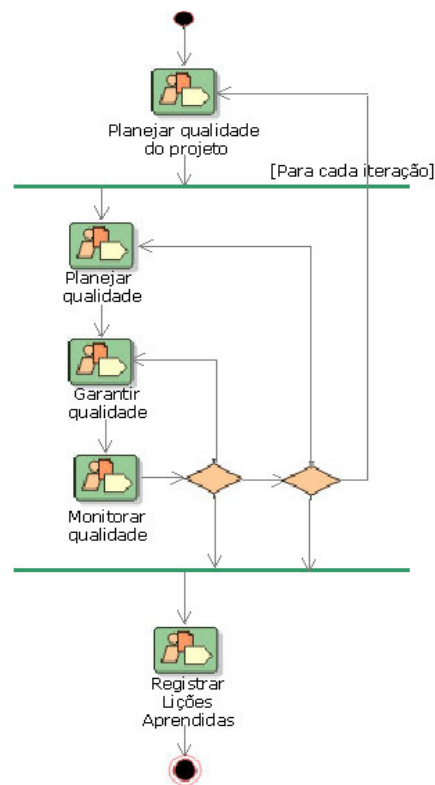 Planejar qualidade
do projeto
[Para cada iteração]
Planejar
qualidade
Garantir
qualidade
Monitorar
qualidade
Registrar
Lições
Aprendidas